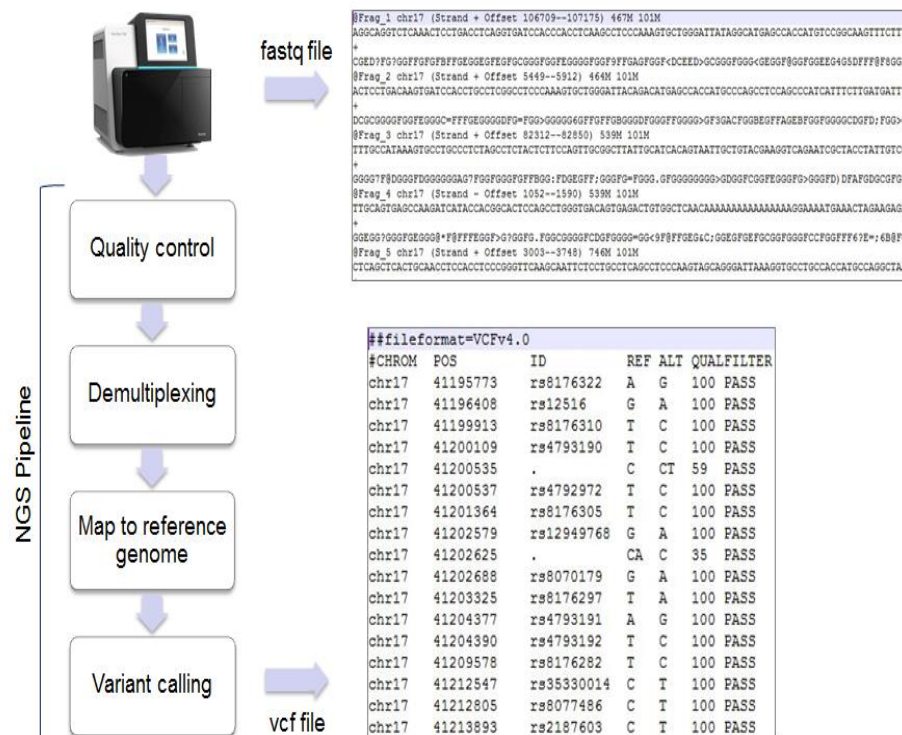 fastq file
@Frag_1 chr17 (Strand + Offset 106709--107175) 467M 101M
AGGCAGGTCTCAAACTCCTGACCTCAGGTGATCCACCCACCTCAAGCCTCCCAAAGTGCTGGGATTATAGGCATGAGCCACCATGTCCGGCAAGTTTCTTT
+
@Frag_2 chr17 (Strand + Offset 5449--5912) 464M 101M
ACTCCTGACAAGTGATCCACCTGCCTCGGCCTCCCAAAGTGCTGGGATTACAGACATGAGCCACCATGCCCAGCCTCCAGCCCATCATTTCTTGATGATT
+
@Frag_3 chr17 (Strand + Offset 82312--82850) 539M 101M
TTTGCCATAAAGTGCCTGCCCTCTAGCCTCTACTCTTCCAGTTGCGGCTTATTGCATCACAGTAATTGCTGTACGAAGGTCAGAATCGCTACCTATTGTC
+
@Frag_4 chr17 (Strand - Offset 1052--1590) 539M 101M
+
@Frag_5 chr17 (Strand + Offset 3003--3748) 746M 101M
CTCAGCTCACTGCAACCTCCACCTCCCGGGTTCAAGCAATTCTCCTGCCTCAGCCTCCCAAGTAGCAGGGATTAAAGGTGCCTGCCACCATGCCAGGCTA
NGS Pipeline
Quality control
Demultiplexing
Map to reference
genome
Variant calling
vcf file
##fileformat=VCFv4.0
#CHROM POS ID REF ALT QUALFILTER
chr17 41195773 rs8176322 A G 100 PASS
chr17 41196408 rs12516 G A 100 PASS
chr17 41199913 rs8176310 T C 100 PASS
chr17 41200109 rs4793190 T C 100 PASS
chr17 41200535 . C CT 59 PASS
chr17 41200537 rs4792972 T C 100 PASS
chr17 41201364 rs8176305 T C 100 PASS
chr17 41202579 rs12949768 G A 100 PASS
chr17 41202625 . CA C 35 PASS
chr17 41202688 rs8070179 G A 100 PASS
chr17 41203325 rs8176297 T A 100 PASS
chr17 41204377 rs4793191 A G 100 PASS
chr17 41204390 rs4793192 T C 100 PASS
chr17 41209578 rs8176282 T C 100 PASS
chr17 41212547 rs35330014 C T 100 PASS
chr17 41212805 rs8077486 C T 100 PASS
chr17 41213893 rs2187603 C T 100 PASS